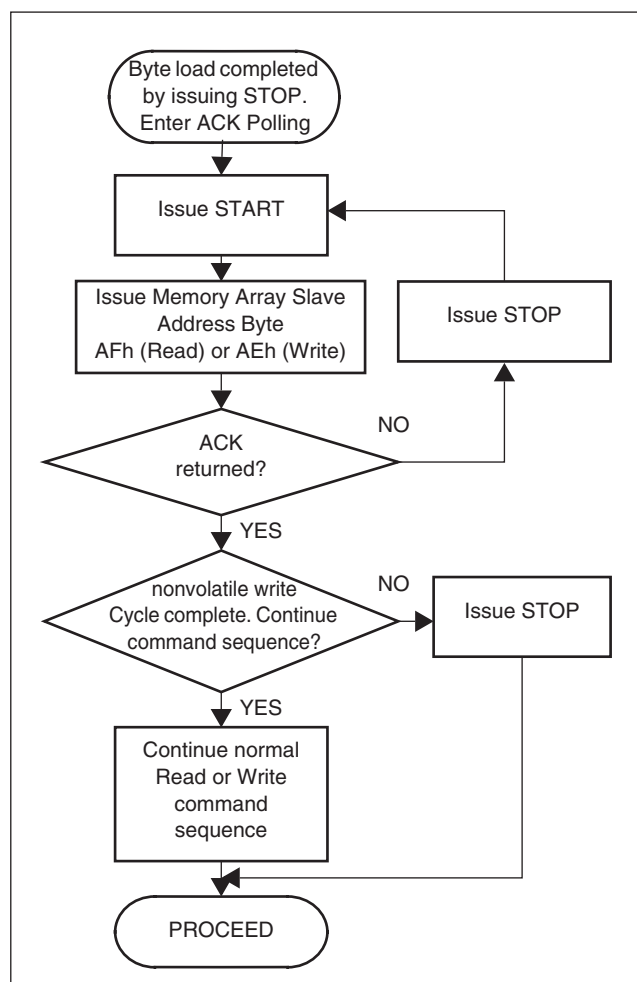 Byte load completed
by issuing STOP.
Enter ACK Polling
Issue START
Issue Memory Array Slave
Address Byte
AFh (Read) or AEh (Write)
Issue STOP
ACK
returned?
NO
YES
nonvolatile write
Cycle complete. Continue
command sequence?
NO
Issue STOP
YES
Continue normal
Read or Write
command
sequence
PROCEED